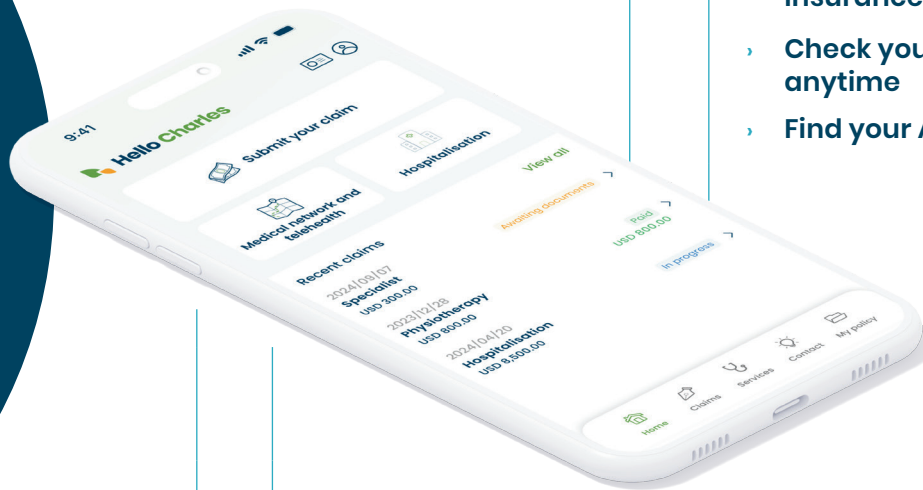 9:41
Hello Charles
Submit your claim
Medical network and
telehealth
Hospitalisation
Recent claims
View all
2024/09/07
Specialist
USD 300.00
Awaiting documents
2023/12/28
Physiotherapy
USD 800.00
Paid
USD 800.00
2024/04/20
Hospitalisation
USD 8,500.00
In progress
Home
Claims
Services
Contact
My policy
Check you
anytime
Find your A